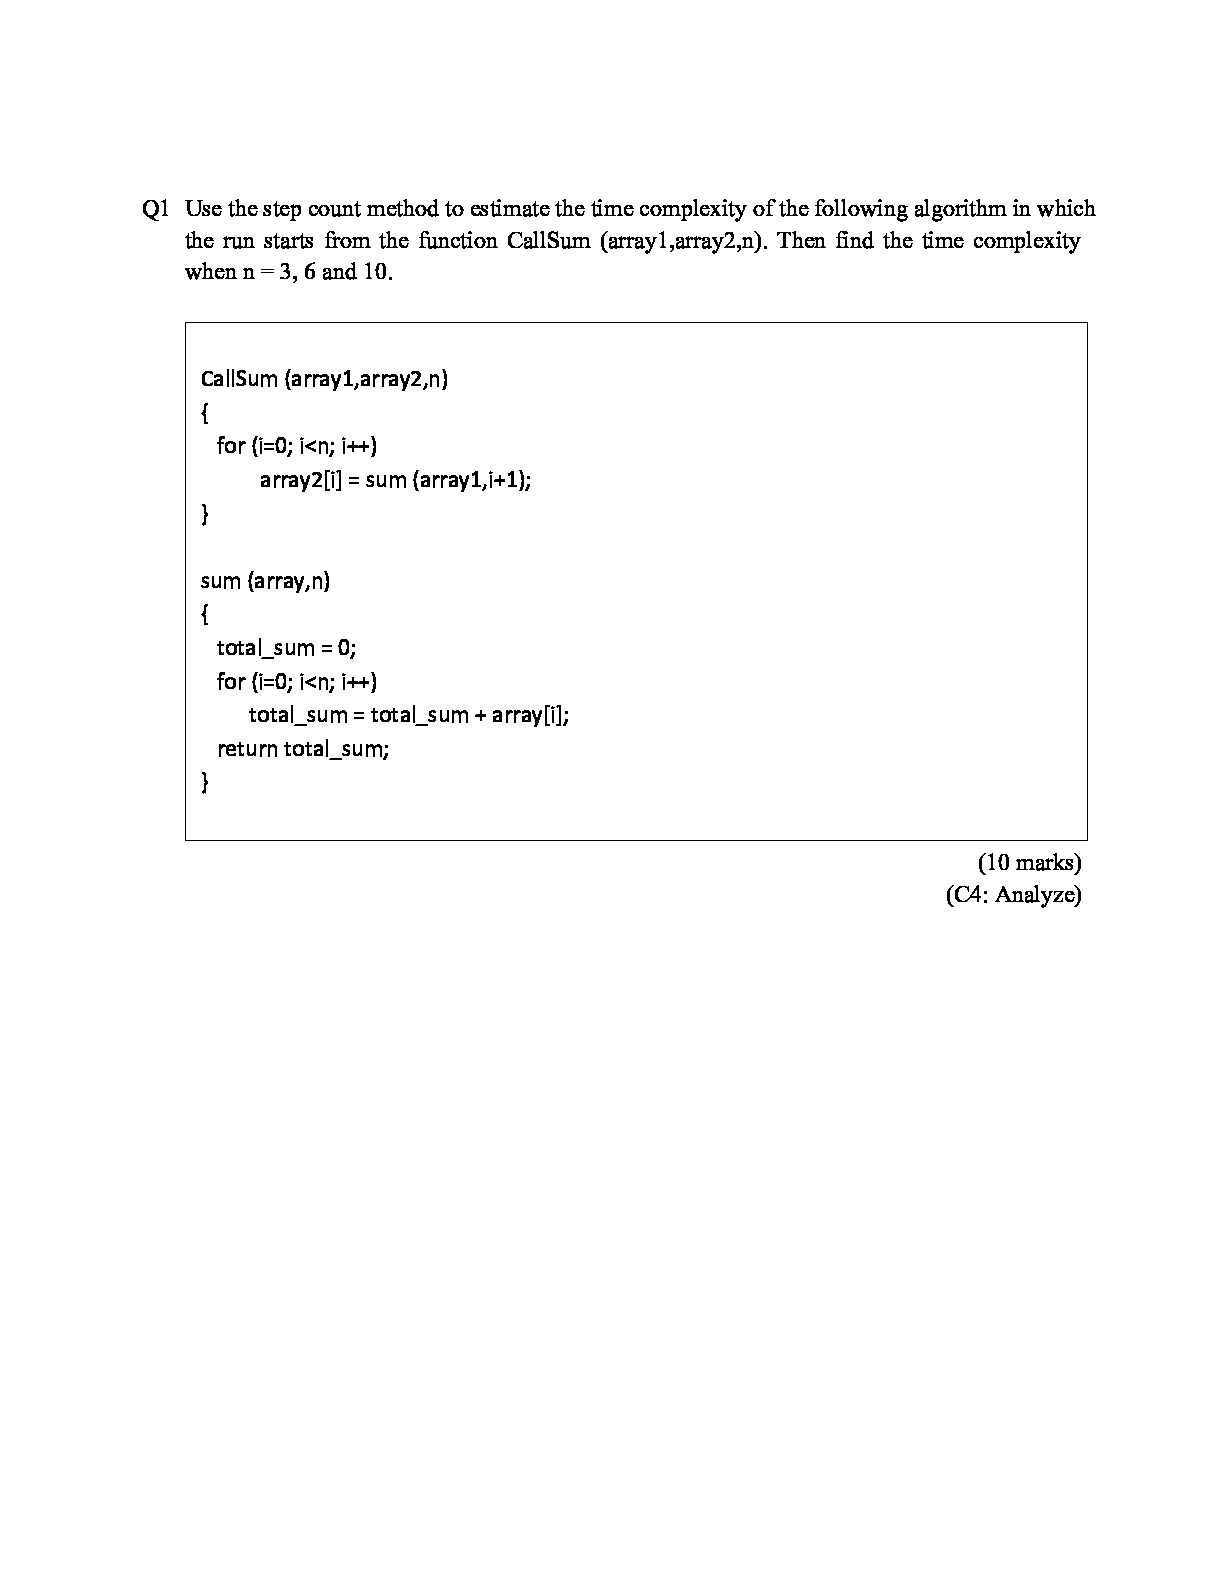 Q1 Use the step count method to estimate the time complexity of the following algorithm in which
the run starts from the function CallSum (array1,array2,n). Then find the time complexity
when n = 3, 6 and 10.
CallSum (array1,array2,n)
{
for (i=0; i<n; i++)
array2[i] = sum (array1,i+1);
}
sum (array,n)
{
total_sum = 0;
for (i=0; i<n; i++)
total_sum = total_sum + array[i];
return total_sum;
}
(10 marks)
(C4: Analyze)